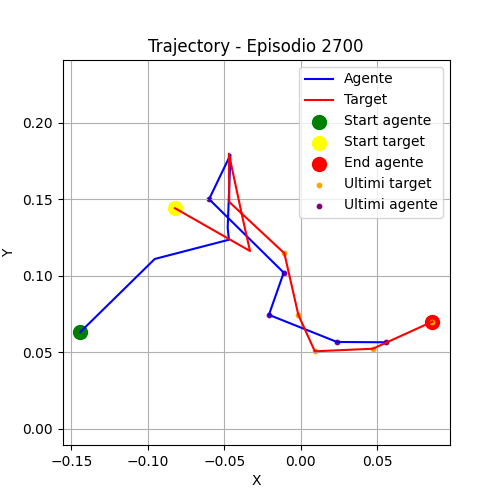 Trajectory - Episodio 2700
Agente
Target
Start agente
Start target
End agente
Ultimi target
Ultimi agente
0.20
0.15
0.10
0.05
0.00
Y
−0.15
−0.10
−0.05
0.00
0.05
X